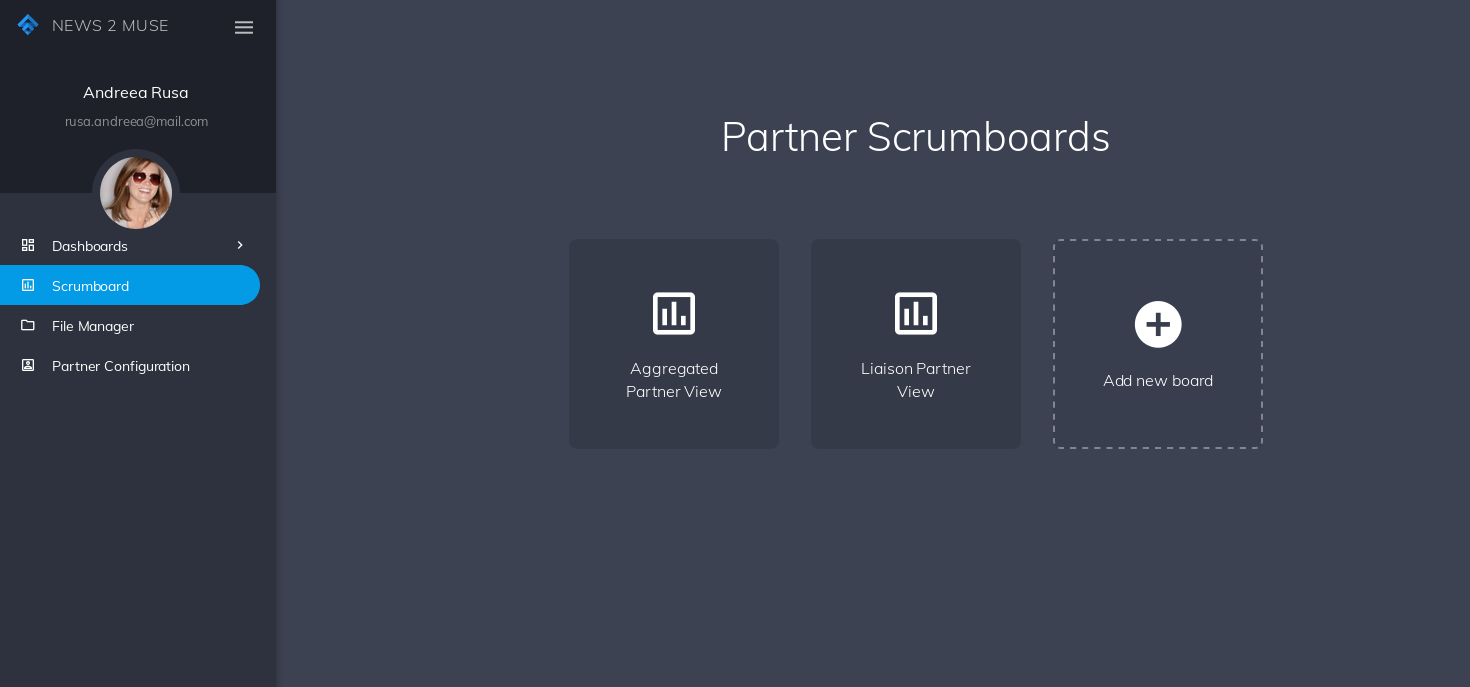 NEWS 2 MUSE
Andreea Rusa
rusa.andreea@mail.com
Dashboards
Scrumboard
File Manager
Partner Configuration
Partner Scrumboards
Aggregated
Partner View
Liaison Partner
View
Add new board